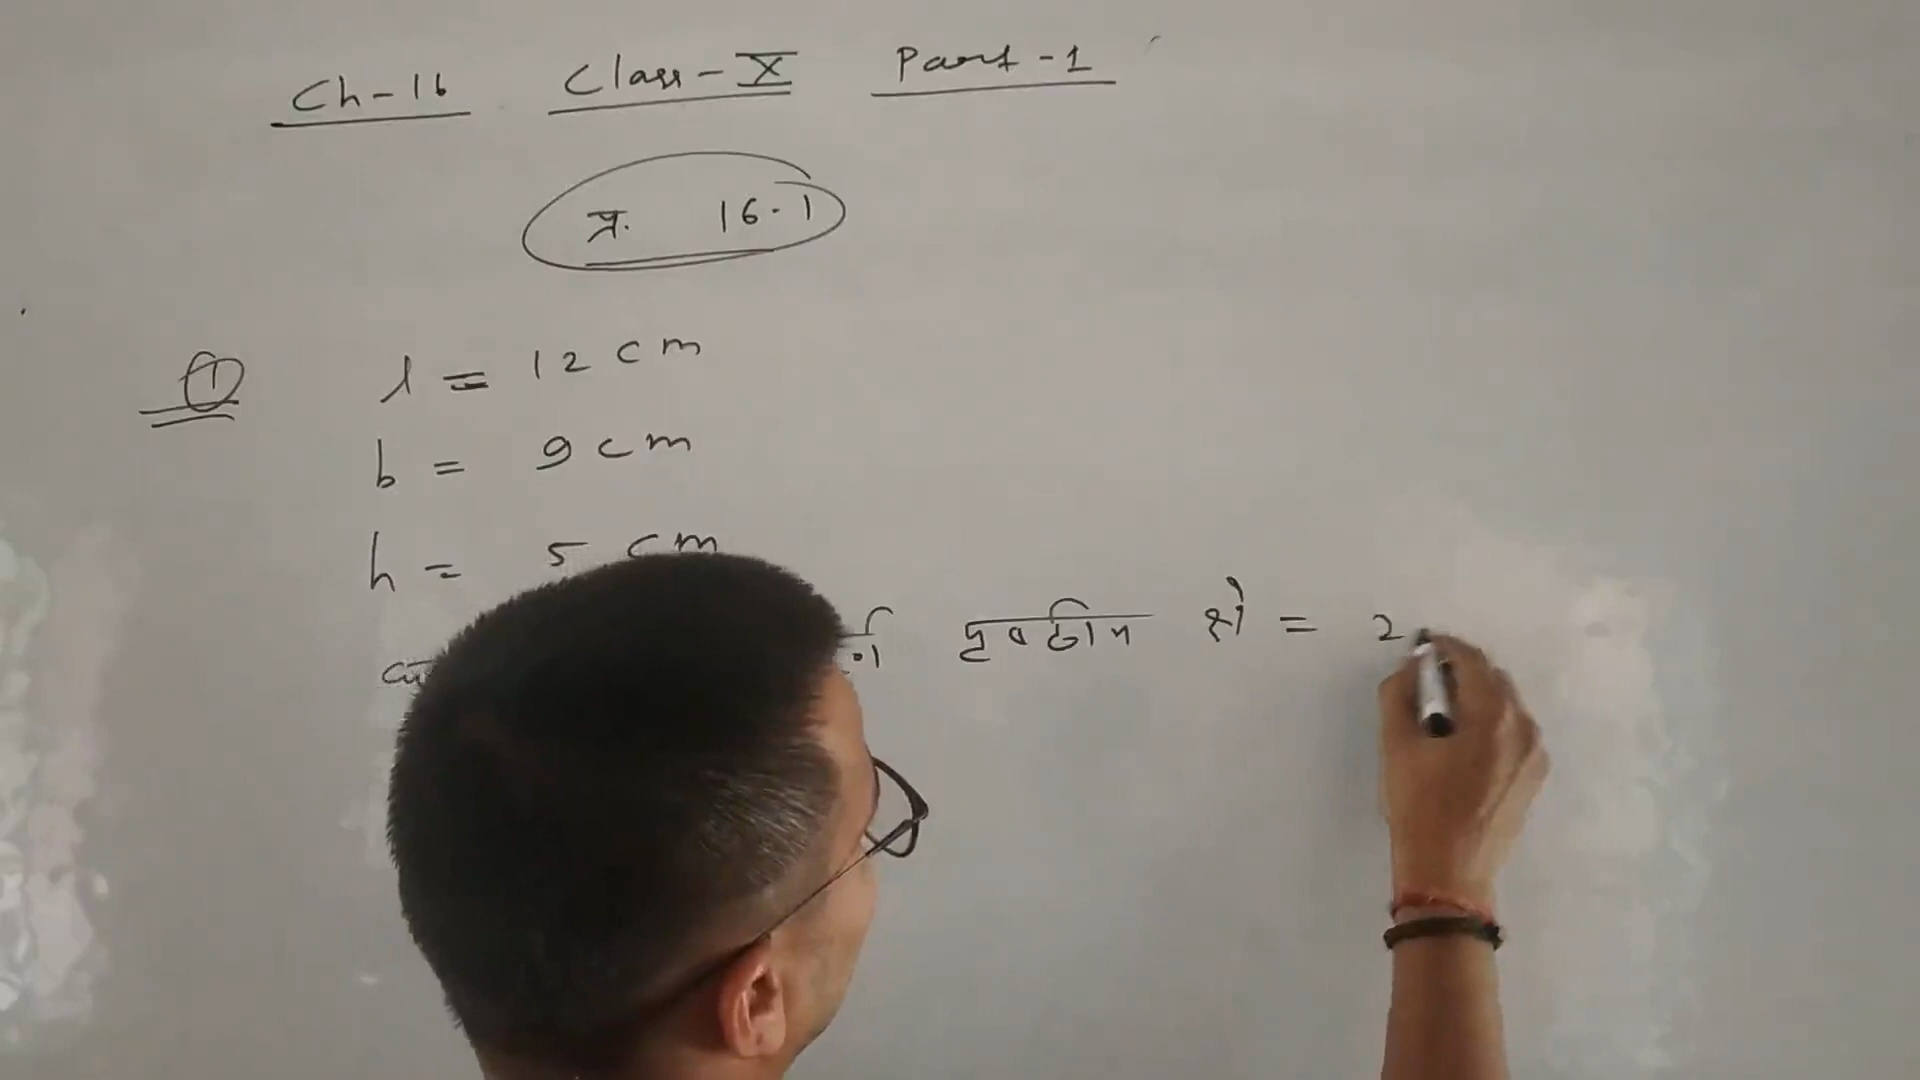 Ch-16 Class-X Part-1
प्र. 16.1
① l = 12 cm
b = 9 cm
h = 5 cm
पृष्ठीय क्षे = 2